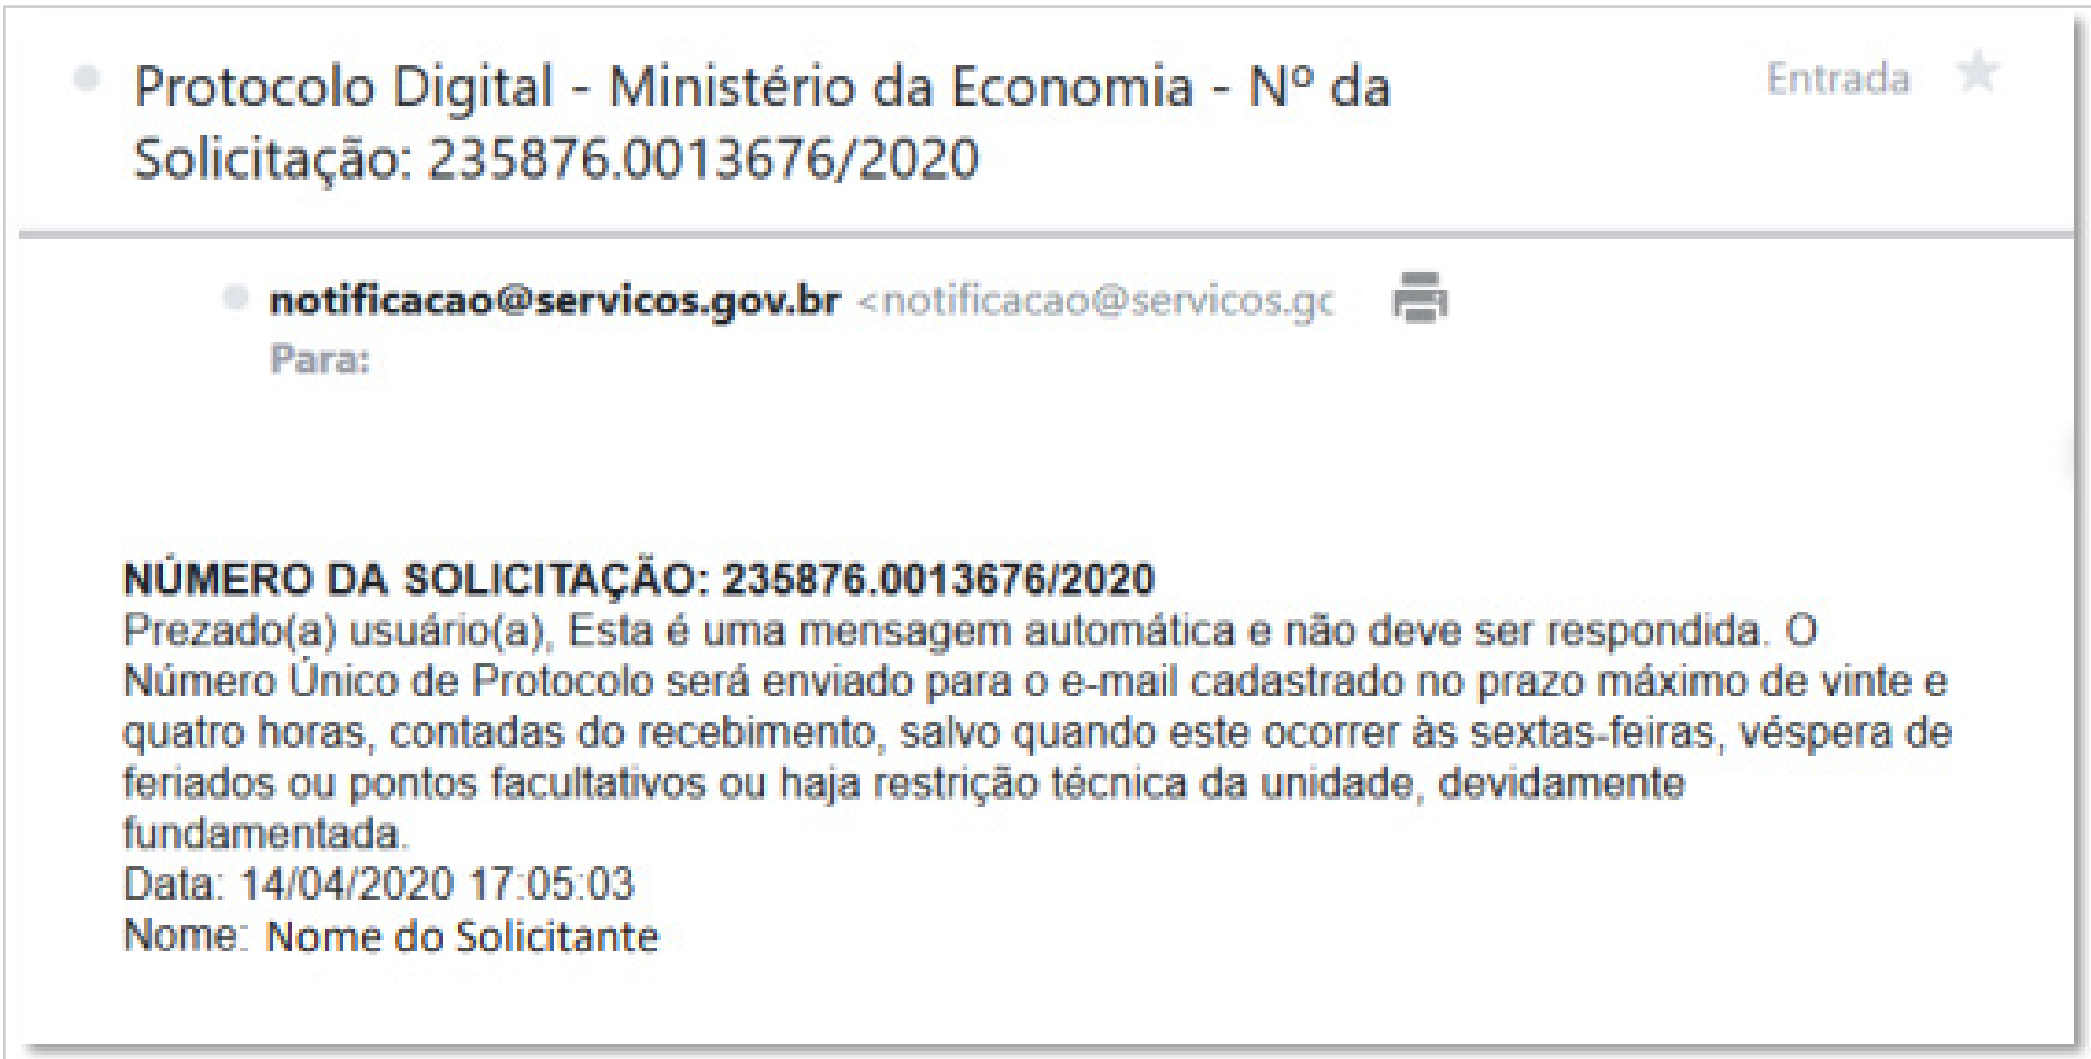 Protocolo Digital - Ministério da Economia - Nº da
Solicitação: 235876.0013676/2020
Entrada
notificacao@servicos.gov.br <notificacao@servicos.gc
Para:
NÚMERO DA SOLICITAÇÃO: 235876.0013676/2020
Prezado(a) usuário(a), Esta é uma mensagem automática e não deve ser respondida. O
Número Único de Protocolo será enviado para o e-mail cadastrado no prazo máximo de vinte e
quatro horas, contadas do recebimento, salvo quando este ocorrer às sextas-feiras, véspera de
feriados ou pontos facultativos ou haja restrição técnica da unidade, devidamente
fundamentada.
Data: 14/04/2020 17:05:03
Nome: Nome do Solicitante